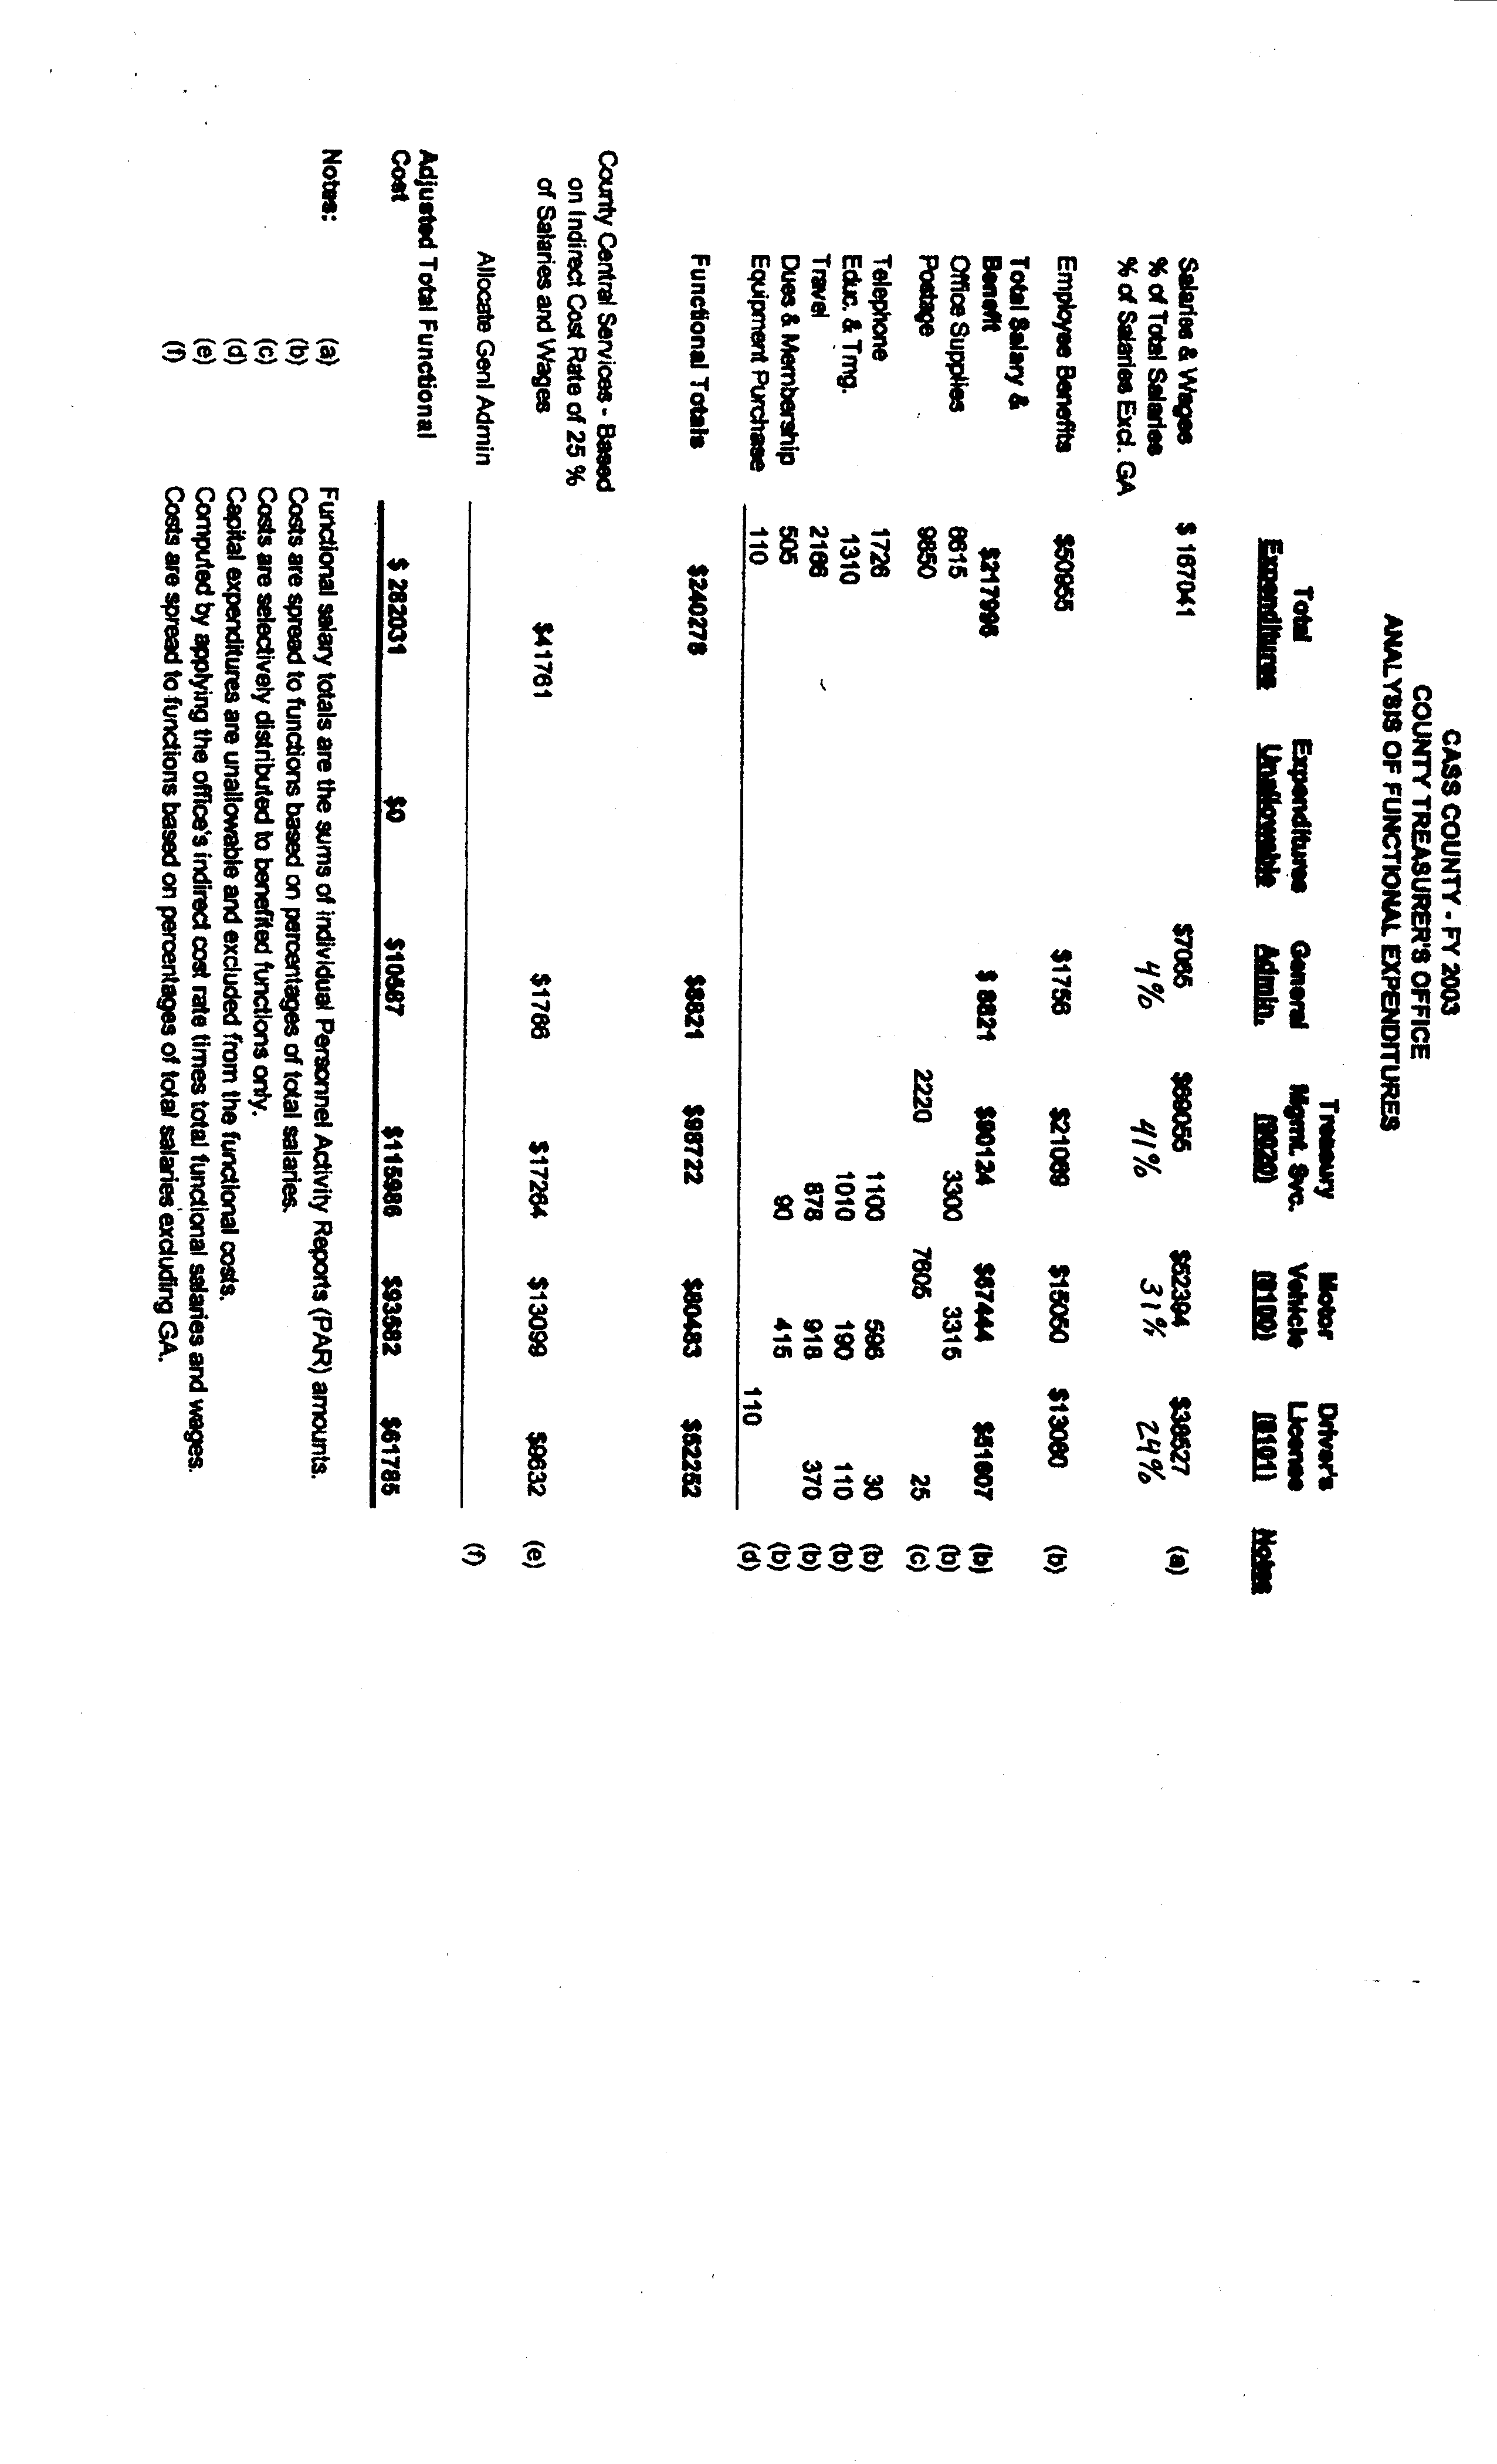 CASS COUNTY - FY 2003
COUNTY TREASURER'S OFFICE
ANALYSIS OF FUNCTIONAL EXPENDITURES
Total Expenditures General Treasury Motor Driver's
Expenditures Unallowable Admin. Mgmt. Svc. Vehicle License Notes
(9020) (8100) (8101)
Salaries & Wages $ 167041 $7065 $69055 $52394 $38527 (a)
% of Total Salaries 4% 41% 31% 24%
% of Salaries Excl. GA
Employee Benefits $50955 $1756 $21069 $15050 $13080 (b)
Total Salary &
Benefit $217996 $ 8821 $90124 $67444 $51607 (b)
Office Supplies 6615 3300 3315 (b)
Postage 9850 2220 7605 25 (c)
Telephone 1726 1100 596 30 (b)
Educ. & Trng. 1310 1010 190 110 (b)
Travel 2166 878 918 370 (b)
Dues & Membership 505 90 415 (b)
Equipment Purchase 110 110 (d)
Functional Totals $240278 $8821 $98722 $80483 $52252
County Central Services - Based
on Indirect Cost Rate of 25 %
of Salaries and Wages $41761 $1766 $17264 $13099 $9632 (e)
Allocate Genl Admin (f)
Adjusted Total Functional
Cost $ 282031 $0 $10587 $115986 $93582 $61785
Notes: (a) Functional salary totals are the sums of individual Personnel Activity Reports (PAR) amounts.
(b) Costs are spread to functions based on percentages of total salaries.
(c) Costs are selectively distributed to benefited functions only.
(d) Capital expenditures are unallowable and excluded from the functional costs.
(e) Computed by applying the office's indirect cost rate times total functional salaries and wages.
(f) Costs are spread to functions based on percentages of total salaries excluding GA.